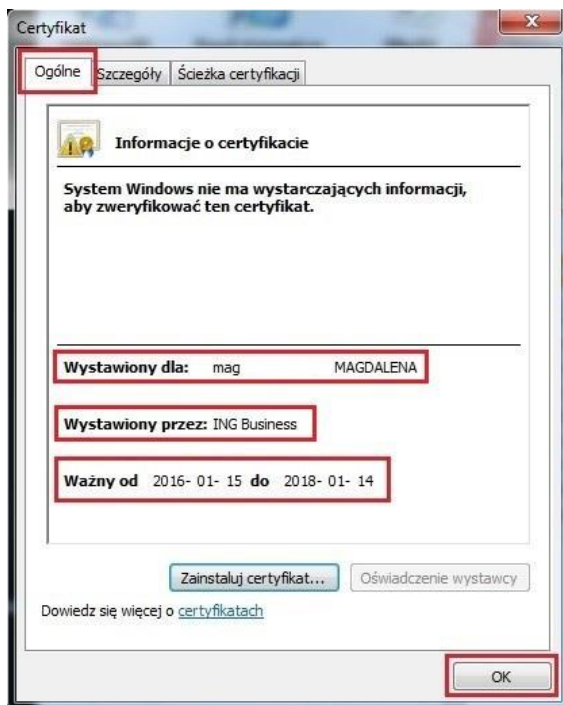 Certyfikat
Ogólne Szczegóły Ścieżka certyfikacji
Informacje o certyfikacie
System Windows nie ma wystarczających informacji,
aby zweryfikować ten certyfikat.
Wystawiony dla: mag MAGDALENA
Wystawiony przez: ING Business
Ważny od 2016- 01- 15 do 2018- 01- 14
Zainstaluj certyfikat... Oświadczenie wystawcy
Dowiedz się więcej o certyfikatach
OK